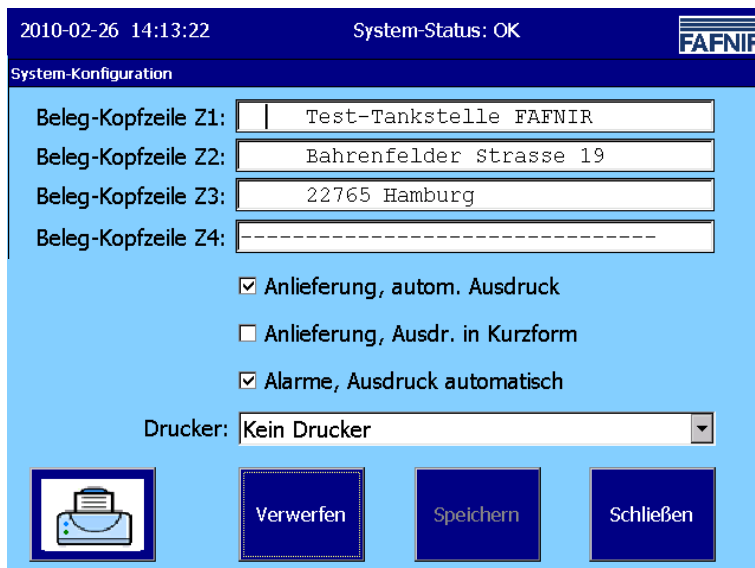 2010-02-26 14:13:22 System-Status: OK FAFNIR
System-Konfiguration
Beleg-Kopfzeile Z1: Test-Tankstelle FAFNIR
Beleg-Kopfzeile Z2: Bahrenfelder Strasse 19
Beleg-Kopfzeile Z3: 22765 Hamburg
Beleg-Kopfzeile Z4: --------------------------------
Anlieferung, autom. Ausdruck
Anlieferung, Ausdr. in Kurzform
Alarme, Ausdruck automatisch
Drucker: Kein Drucker
Verwerfen Speichern Schließen